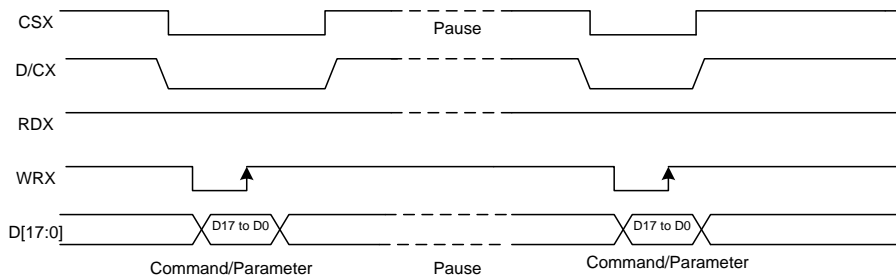 CSX
Pause
D/CX
RDX
WRX
D[17:0]
D17 to D0
D17 to D0
Command/Parameter
Pause
Command/Parameter